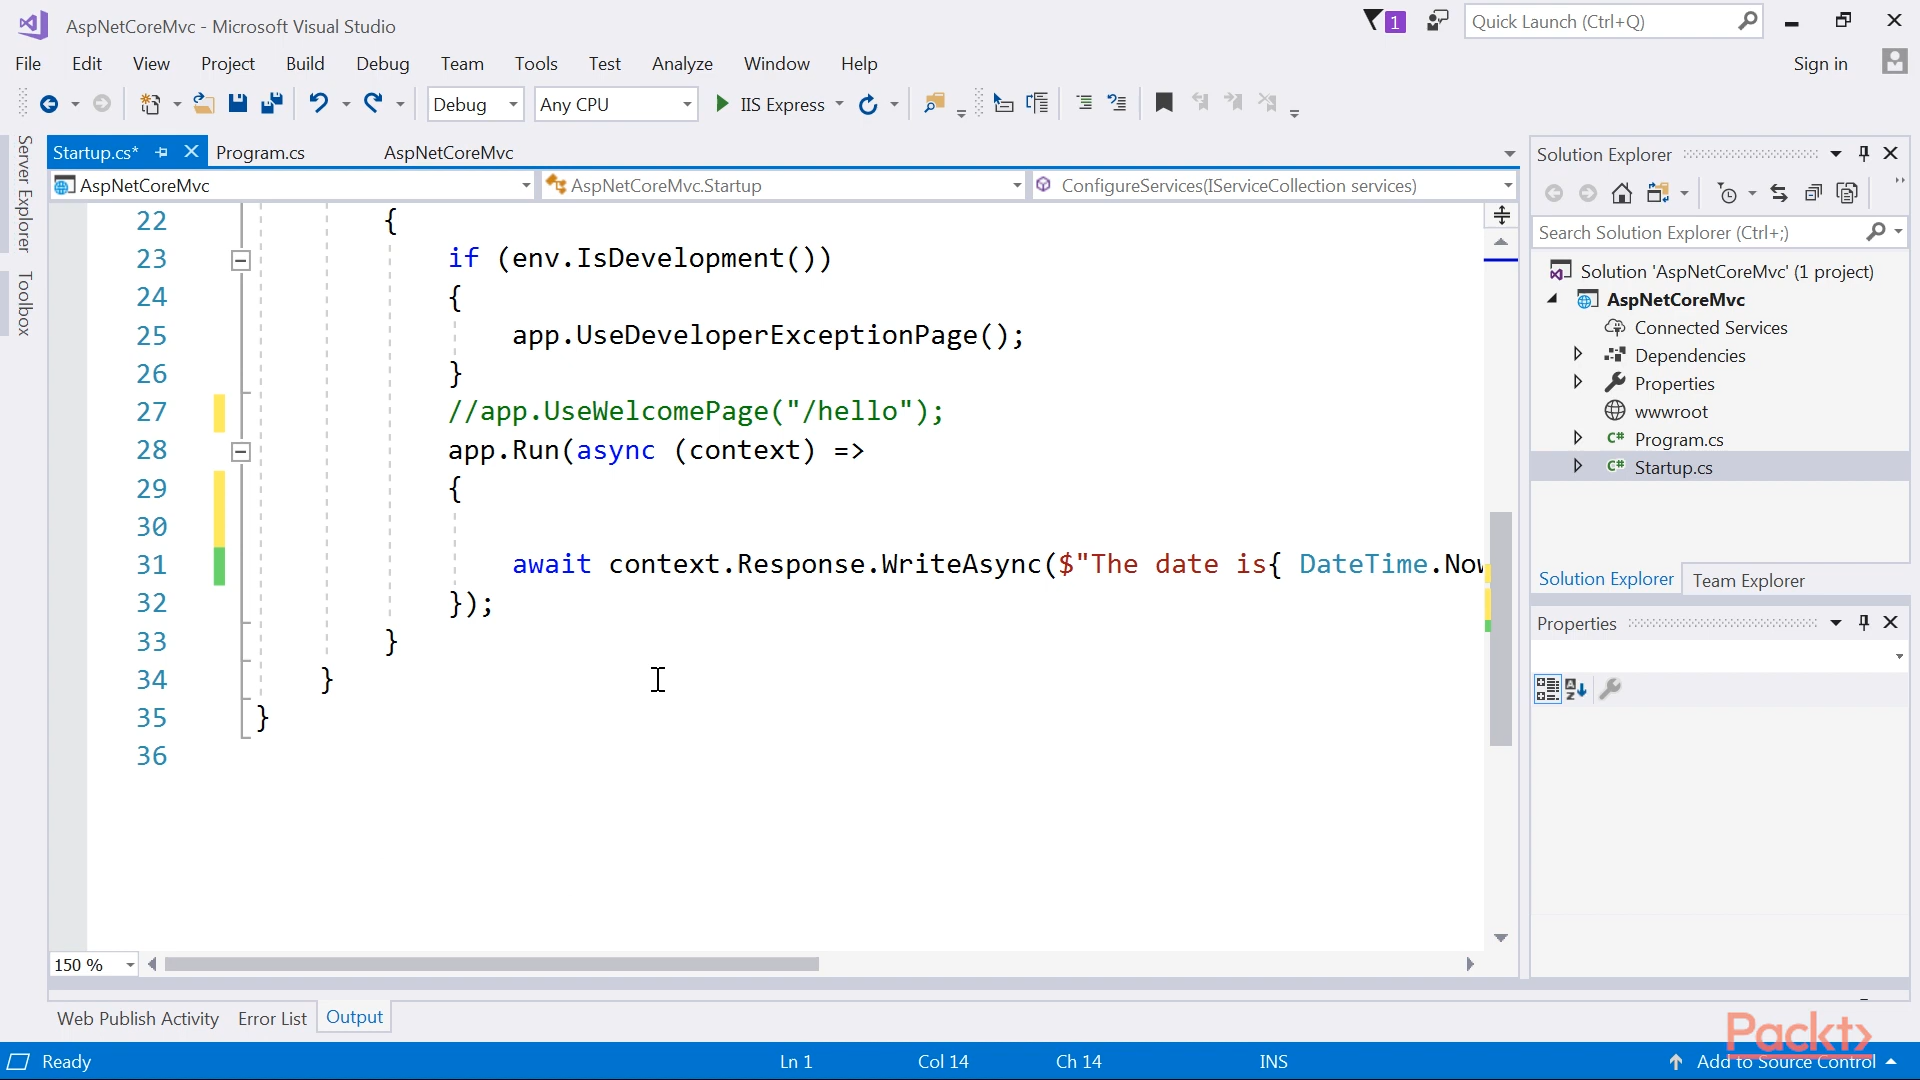 AspNetCoreMvc - Microsoft Visual Studio
1
Quick Launch (Ctrl+Q)
File Edit View Project Build Debug Team Tools Test Analyze Window Help
Sign in
Debug Any CPU IIS Express
Server Explorer
Toolbox
Startup.cs* Program.cs AspNetCoreMvc
AspNetCoreMvc AspNetCoreMvc.Startup ConfigureServices(IServiceCollection services)
22 {
23 if (env.IsDevelopment())
24 {
25 app.UseDeveloperExceptionPage();
26 }
27 //app.UseWelcomePage("/hello");
28 app.Run(async (context) =>
29 {
30
31 await context.Response.WriteAsync($"The date is{ DateTime.Now
32 });
33 }
34 }
35 }
36
150 %
Solution Explorer
Search Solution Explorer (Ctrl+;)
Solution 'AspNetCoreMvc' (1 project)
AspNetCoreMvc
Connected Services
Dependencies
Properties
wwwroot
C# Program.cs
C# Startup.cs
Solution Explorer Team Explorer
Properties
Web Publish Activity Error List Output
Packt>
Ready Ln 1 Col 14 Ch 14 INS Add to Source Control